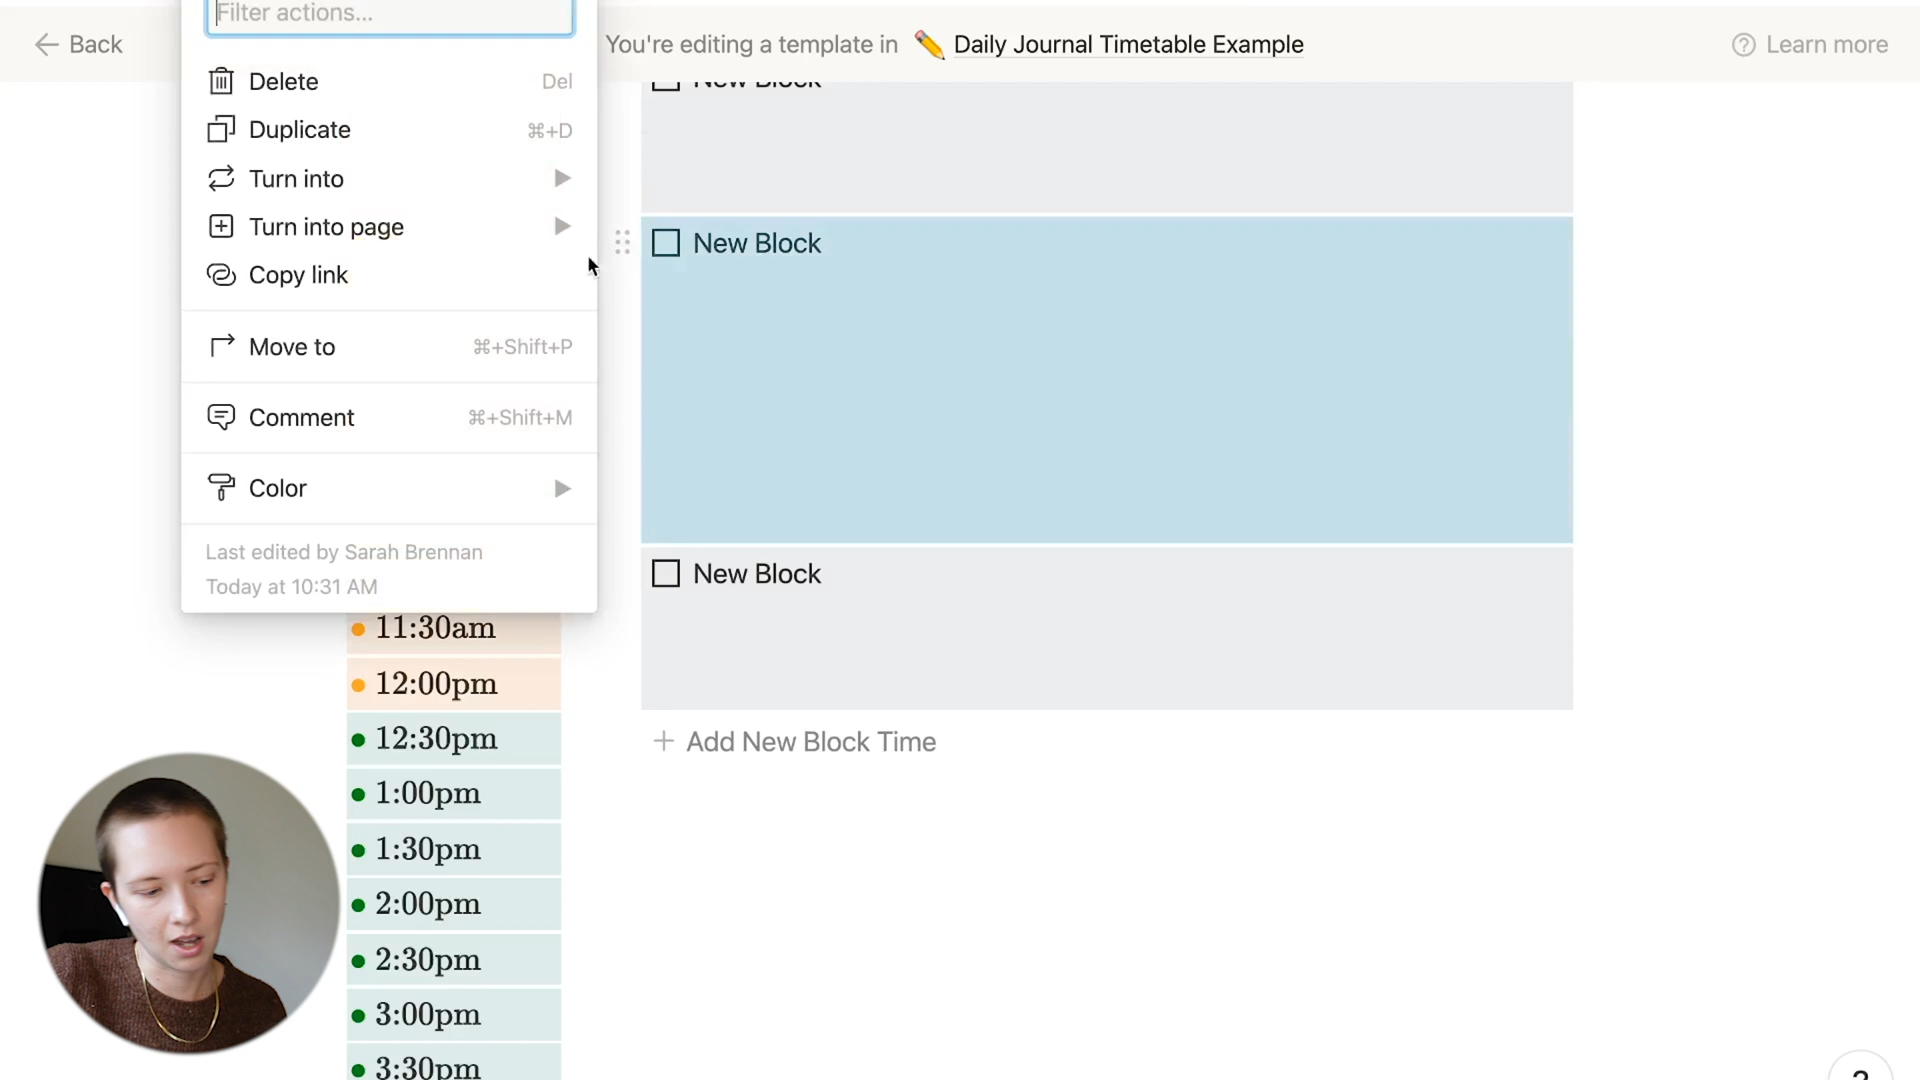 Filter actions...
Back
You're editing a template in
Daily Journal Timetable Example
Learn more
Delete
Del
Duplicate
⌘+D
Turn into
Turn into page
Copy link
Move to
⌘+Shift+P
Comment
⌘+Shift+M
Color
Last edited by Sarah Brennan
Today at 10:31 AM
New Block
New Block
New Block
+ Add New Block Time
11:30am
12:00pm
12:30pm
1:00pm
1:30pm
2:00pm
2:30pm
3:00pm
3:30pm